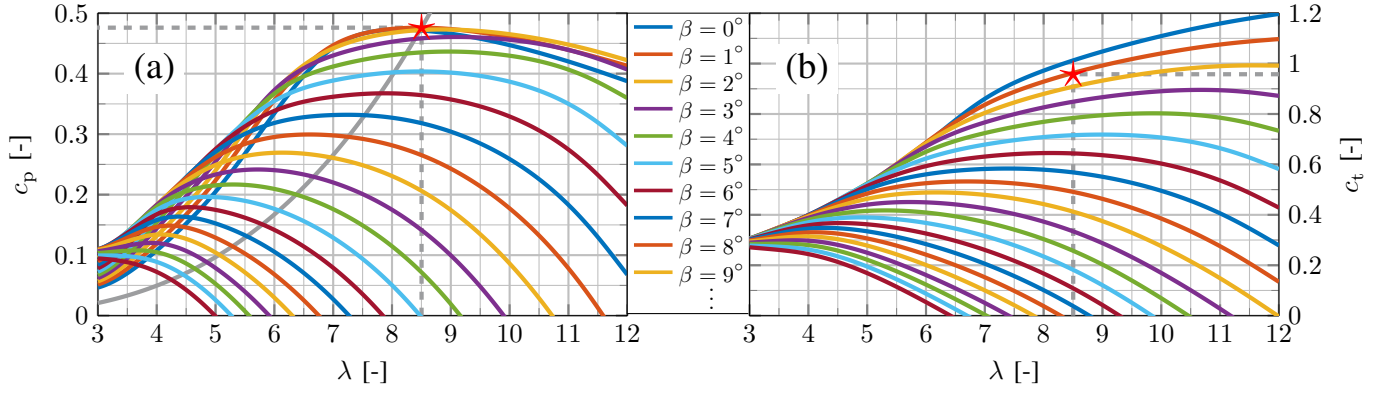 0.5
0.4
0.3
0.2
0.1
0
c_p [-]
(a)
3 4 5 6 7 8 9 10 11 12
λ [-]
β = 0°
β = 1°
β = 2°
β = 3°
β = 4°
β = 5°
β = 6°
β = 7°
β = 8°
β = 9°
⋮
(b)
1.2
1
0.8
0.6
0.4
0.2
0
c_t [-]
3 4 5 6 7 8 9 10 11 12
λ [-]